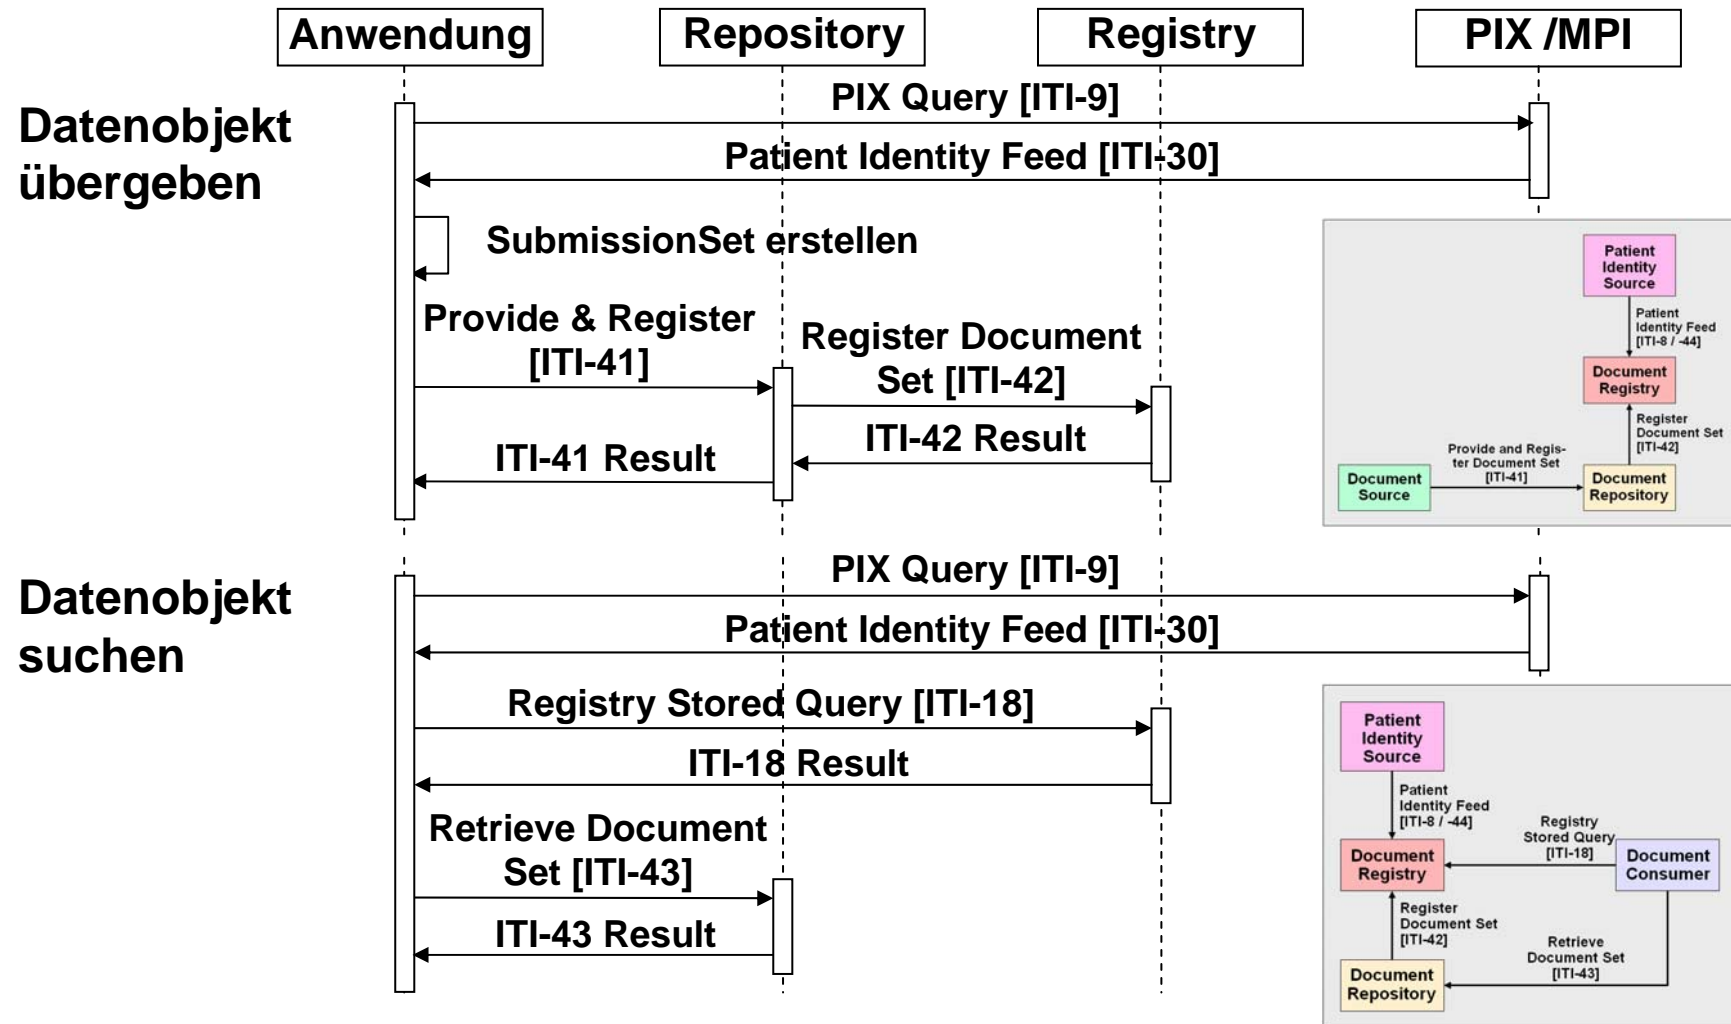 Anwendung
Repository
Registry
PIX /MPI
Datenobjekt
übergeben
PIX Query [ITI-9]
Patient Identity Feed [ITI-30]
SubmissionSet erstellen
Provide & Register
[ITI-41]
Register Document
Set [ITI-42]
ITI-42 Result
ITI-41 Result
Patient
Identity
Source
Patient
Identity Feed
[ITI-8 / -44]
Document
Registry
Register
Document Set
[ITI-42]
Provide and Regis-
ter Document Set
[ITI-41]
Document
Source
Document
Repository
Datenobjekt
suchen
PIX Query [ITI-9]
Patient Identity Feed [ITI-30]
Registry Stored Query [ITI-18]
ITI-18 Result
Retrieve Document
Set [ITI-43]
ITI-43 Result
Patient
Identity
Source
Patient
Identity Feed
[ITI-8 / -44]
Registry
Stored Query
[ITI-18]
Document
Registry
Document
Consumer
Register
Document Set
[ITI-42]
Retrieve
Document Set
[ITI-43]
Document
Repository